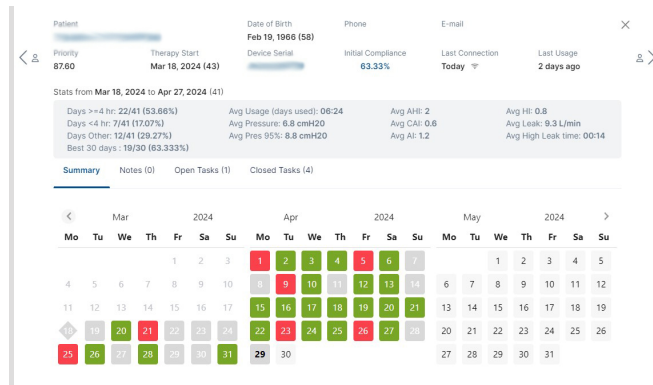 Patient Date of Birth Phone E-mail
Feb 19, 1966 (58)
Priority Therapy Start Device Serial Initial Compliance Last Connection Last Usage
87.60 Mar 18, 2024 (43) 63.33% Today 2 days ago
Stats from Mar 18, 2024 to Apr 27, 2024 (41)
Days >=4 hr: 22/41 (53.66%) Avg Usage (days used): 06:24 Avg AHI: 2 Avg HI: 0.8
Days <4 hr: 7/41 (17.07%) Avg Pressure: 6.8 cmH20 Avg CAI: 0.6 Avg Leak: 9.3 L/min
Days Other: 12/41 (29.27%) Avg Pres 95%: 8.8 cmH20 Avg AI: 1.2 Avg High Leak time: 00:14
Best 30 days : 19/30 (63.333%)
Summary Notes (0) Open Tasks (1) Closed Tasks (4)
Mar 2024 Apr 2024 May 2024
Mo Tu We Th Fr Sa Su Mo Tu We Th Fr Sa Su Mo Tu We Th Fr Sa Su
1 2 3 1 2 3 4 5 6 7 1 2 3 4 5
4 5 6 7 8 9 10 8 9 10 11 12 13 14 6 7 8 9 10 11 12
11 12 13 14 15 16 17 15 16 17 18 19 20 21 13 14 15 16 17 18 19
18 19 20 21 22 23 24 22 23 24 25 26 27 28 20 21 22 23 24 25 26
25 26 27 28 29 30 31 29 30 27 28 29 30 31